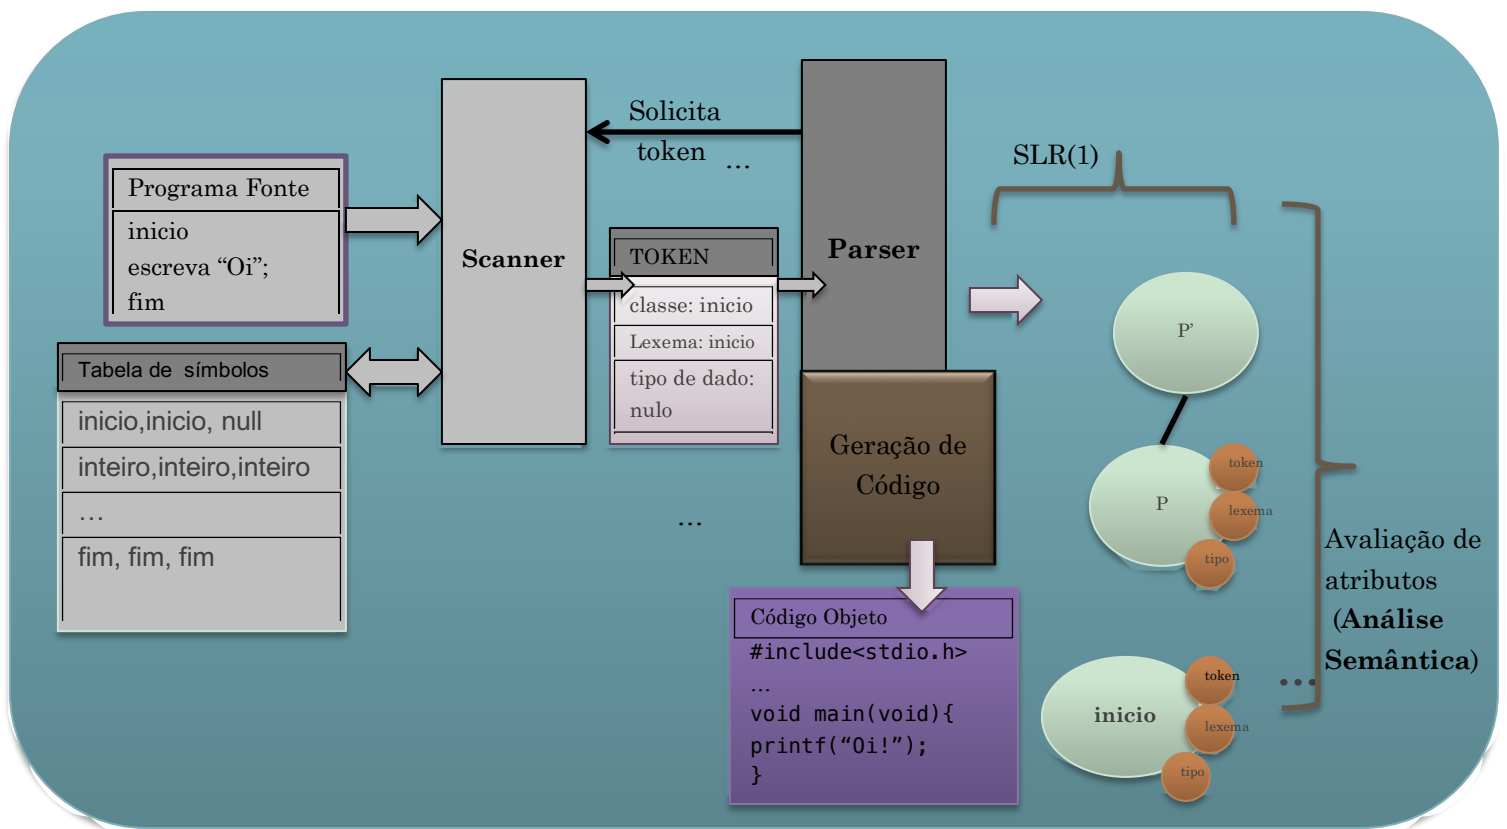 Programa Fonte
inicio
escreva “Oi”;
fim
Tabela de símbolos
inicio,inicio, null
inteiro,inteiro,inteiro
…
fim, fim, fim
Scanner
Solicita
token ...
TOKEN
classe: inicio
Lexema: inicio
tipo de dado:
nulo
...
Parser
Geração de
Código
Código Objeto
#include<stdio.h>
...
void main(void){
printf(“Oi!”);
}
SLR(1)
P’
P
token
lexema
tipo
inicio
token
lexema
tipo
...
Avaliação de
atributos
(Análise
Semântica)